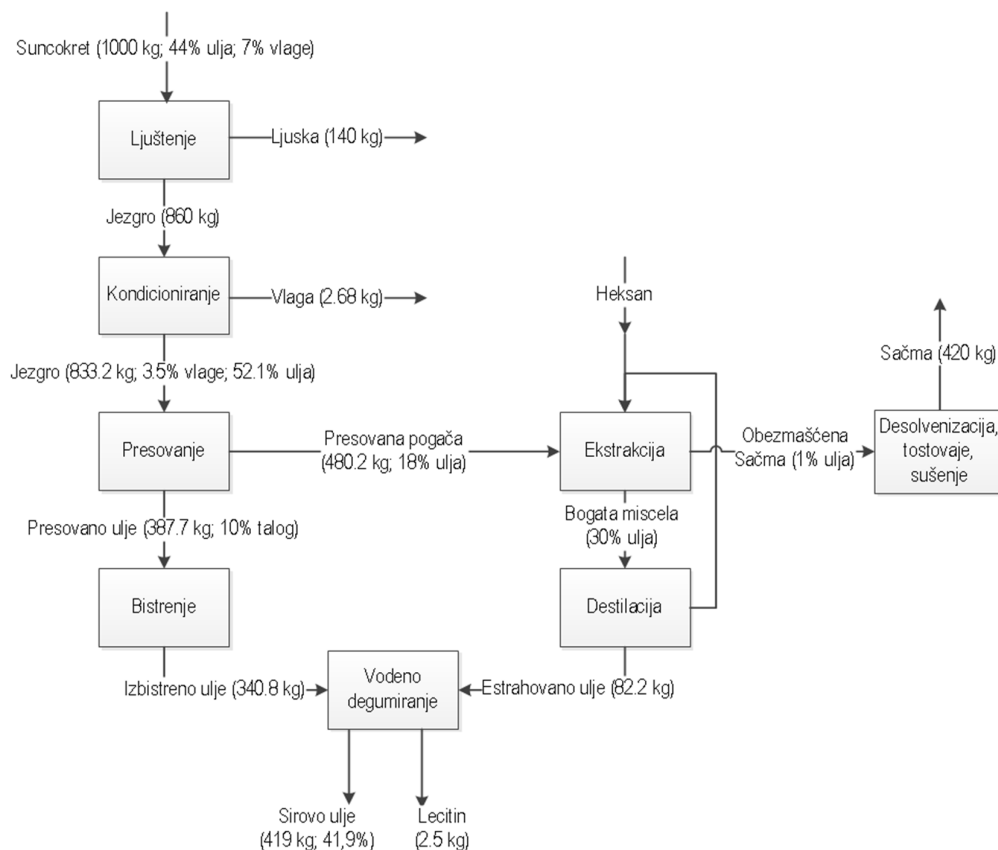 Suncokret (1000 kg; 44% ulja; 7% vlage)
Ljuštenje
Ljuska (140 kg)
Jezgro (860 kg)
Kondicioniranje
Vlaga (2.68 kg)
Heksan
Jezgro (833.2 kg; 3.5% vlage; 52.1% ulja)
Sačma (420 kg)
Presovanje
Presovana pogača
(480.2 kg; 18% ulja)
Ekstrakcija
Obezmaščena
Sačma (1% ulja)
Desolvenizacija,
tostovaje,
sušenje
Presovano ulje (387.7 kg; 10% talog)
Bogata miscela
(30% ulja)
Bistrenje
Destilacija
Izbistreno ulje (340.8 kg)
Vodeno
degumiranje
Estrahovano ulje (82.2 kg)
Sirovo ulje
(419 kg; 41,9%)
Lecitin
(2.5 kg)